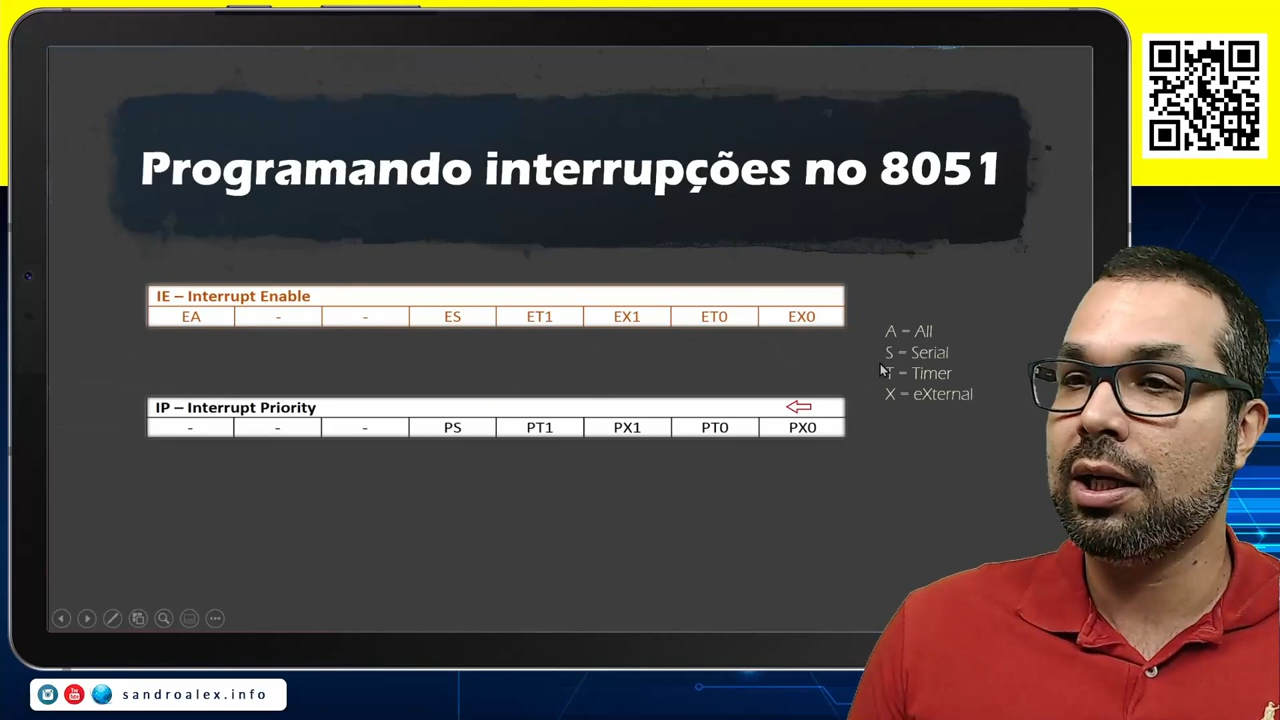 Programando interrupções no 8051
IE – Interrupt Enable
EA - - ES ET1 EX1 ET0 EX0
A = All
S = Serial
T = Timer
X = eXternal
IP – Interrupt Priority
- - - PS PT1 PX1 PT0 PX0
sandroalex.info